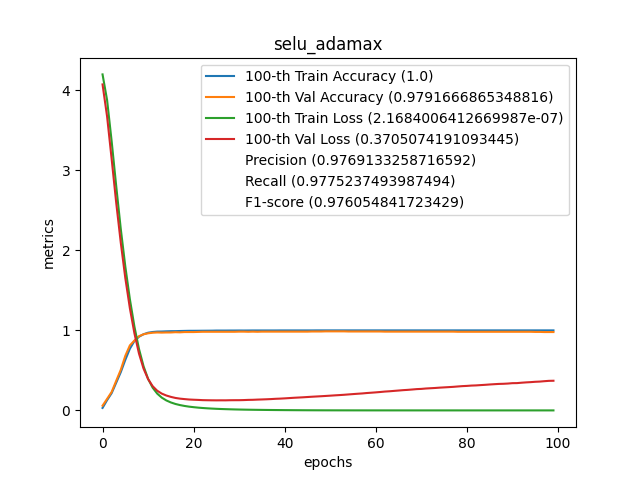 selu_adamax
100-th Train Accuracy (1.0)
100-th Val Accuracy (0.9791666865348816)
100-th Train Loss (2.1684006412669987e-07)
100-th Val Loss (0.3705074191093445)
Precision (0.9769133258716592)
Recall (0.9775237493987494)
F1-score (0.976054841723429)
metrics
4
3
2
1
0
0 20 40 60 80 100
epochs